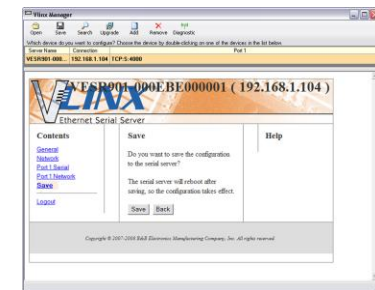 Vlinx Manager
Open Save Search Upgrade Add Remove Diagnostic
Which device do you want to configure? Choose the device by double clicking on one of the devices in the list below.
Server Name Connection Port 1
VESR901-000... 192.168.1.104 TCP:S:4000
VESR901-000EBE000001 ( 192.168.1.104 )
VLINX
Ethernet Serial Server
Contents
General
Network
Port 1 Serial
Port 1 Network
Save
Logout
Save
Do you want to save the configuration
to the serial server?
The serial server will reboot after
saving, so the configuration takes effect.
Save Back
Help
Copyright © 2007-2008 B&B Electronics Manufacturing Company, Inc. All rights reserved.